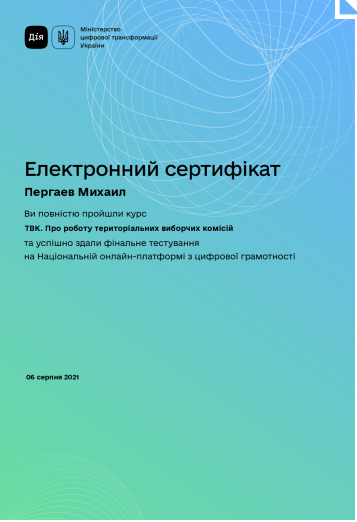 Дія
Міністерство
цифрової трансформації
України
Електронний сертифікат
Пергаев Михаил
Ви повністю пройшли курс
ТВК. Про роботу територіальних виборчих комісій
та успішно здали фінальне тестування
на Національній онлайн-платформі з цифрової грамотності
06 серпня 2021